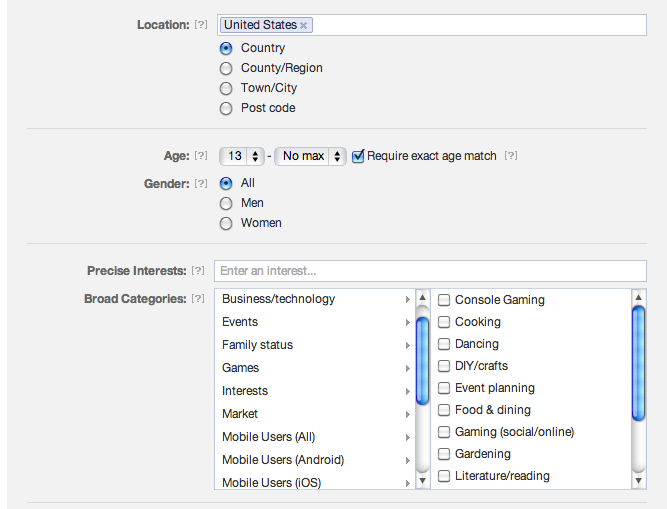 Location: [?] United States ×
Country
County/Region
Town/City
Post code
Age: [?] 13 - No max Require exact age match [?]
Gender: [?] All
Men
Women
Precise Interests: [?] Enter an interest...
Broad Categories: [?] Business/technology Console Gaming
Events Cooking
Family status Dancing
Games DIY/crafts
Interests Event planning
Market Food & dining
Mobile Users (All) Gaming (social/online)
Mobile Users (Android) Gardening
Mobile Users (iOS) Literature/reading